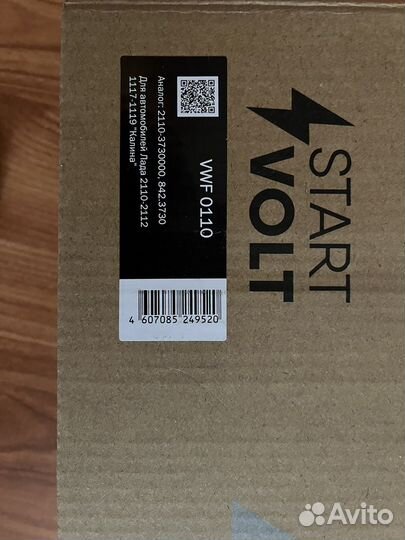 START
VOLT
VWF 0110
Аналог: 2110-3730000, 842.3730
Для автомобилей Лада 2110-2112
1117-1119 "Калина"
4 607085 249520
Avito